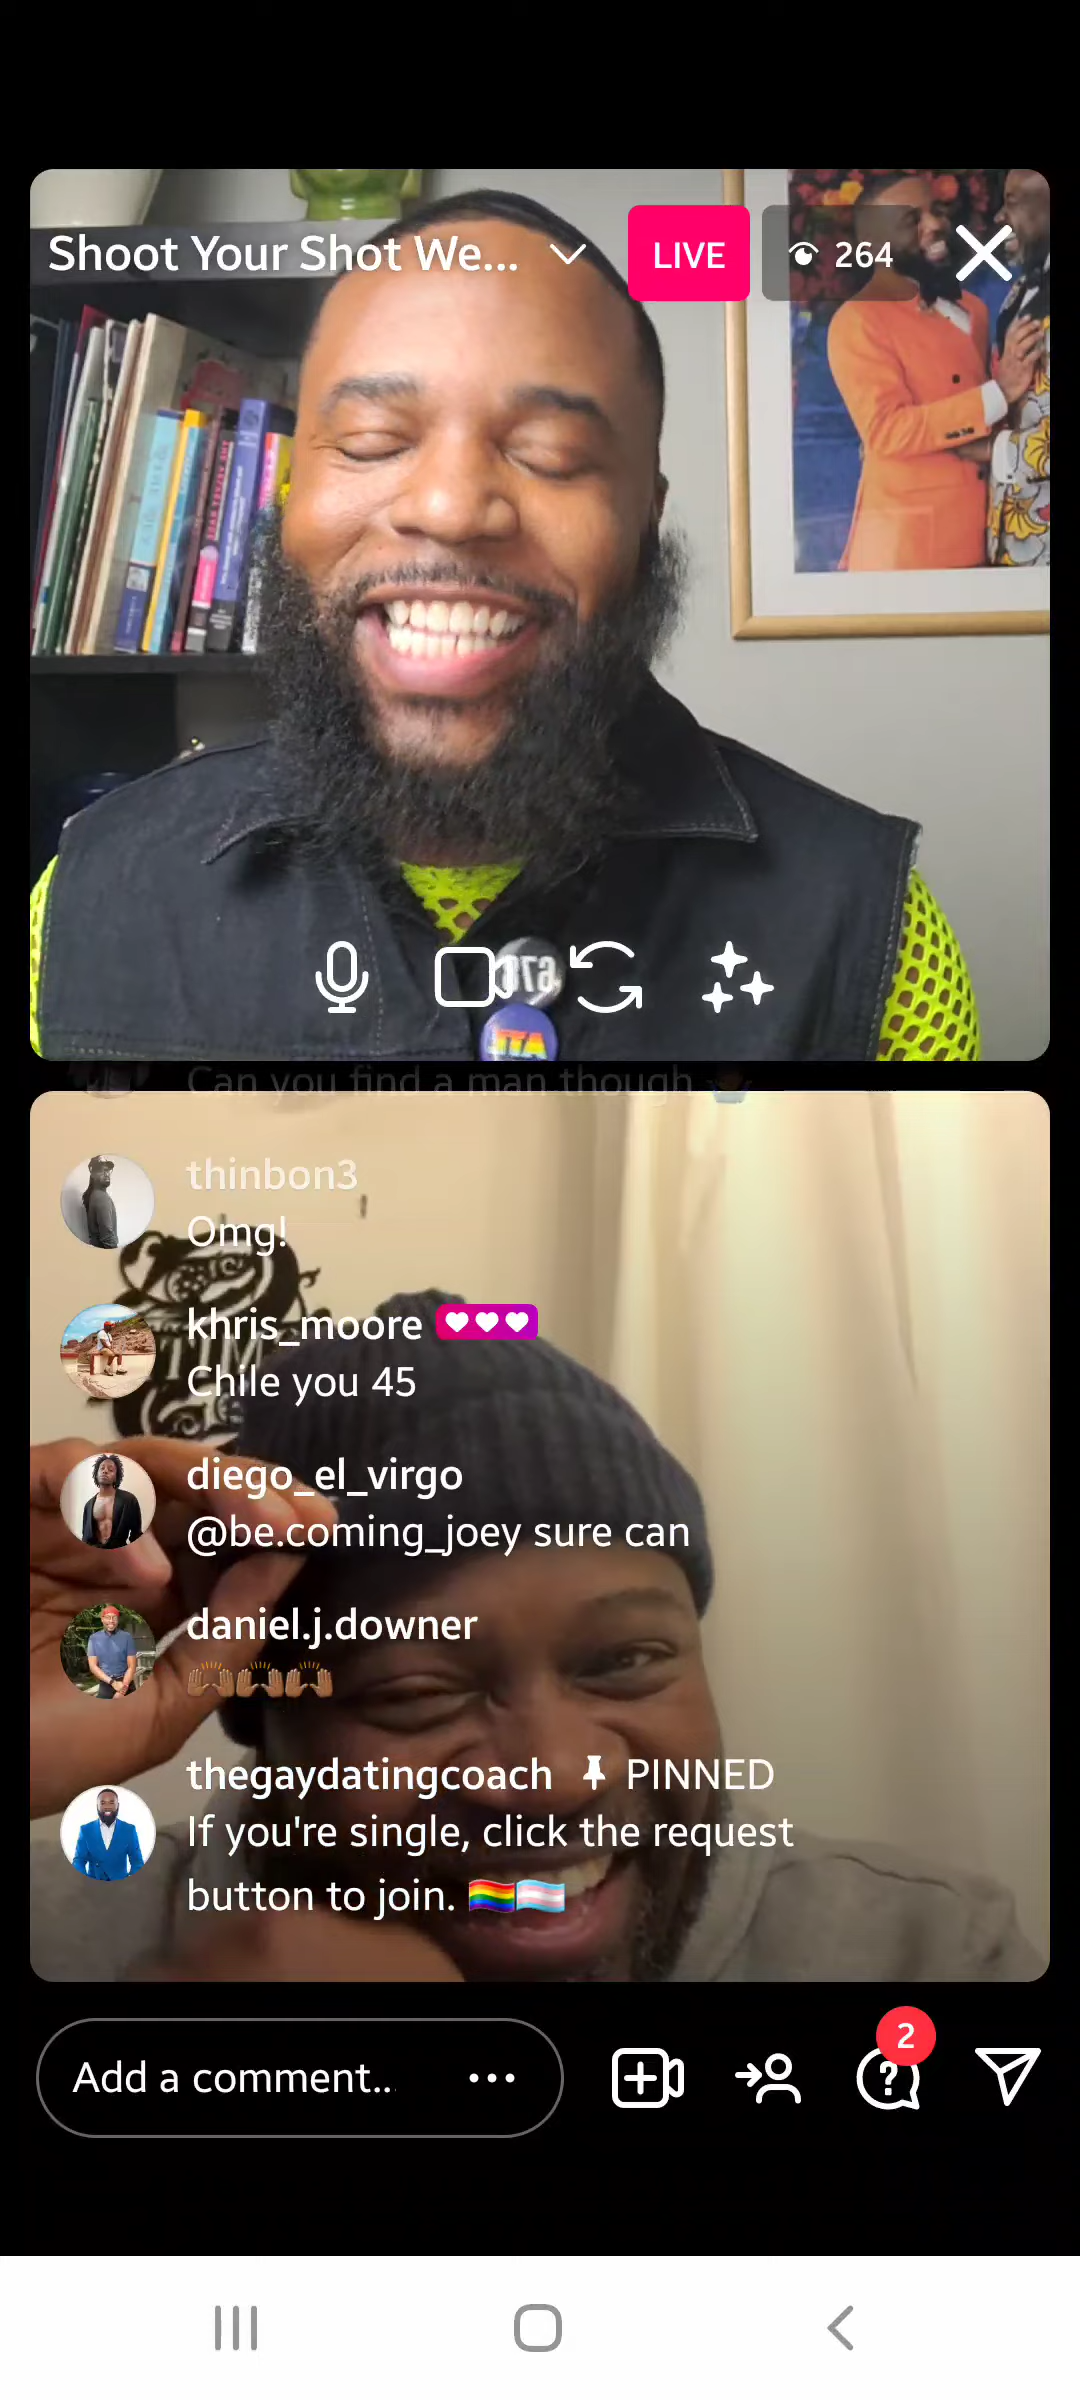 Shoot Your Shot We...
LIVE
264
Can you find a man though
thinbon3
Omg!
khris_moore
Chile you 45
diego_el_virgo
@be.coming_joey sure can
daniel.j.downer
🙌🏾🙌🏾🙌🏾
thegaydatingcoach PINNED
If you're single, click the request
button to join. 🏳️‍🌈🏳️‍⚧️
Add a comment...
2